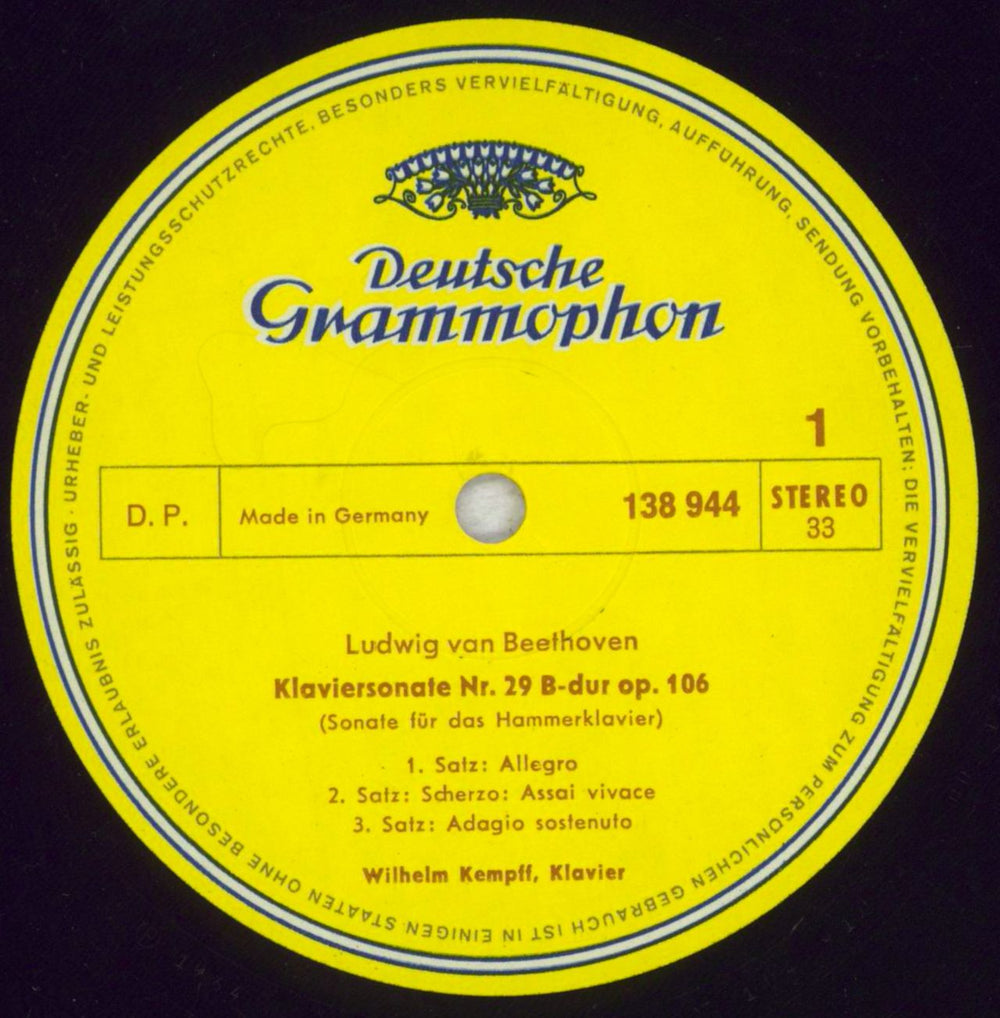 URHEBER- UND LEISTUNGSSCHUTZRECHTE, BESONDERS VERVIELFÄLTIGUNG, AUFFÜHRUNG, SENDUNG VORBEHALTEN; DIE VERVIELFÄLTIGUNG ZUM PERSÖNLICHEN GEBRAUCH IST IN EINIGEN STAATEN OHNE BESONDERE ERLAUBNIS ZULÄSSIG ·
Deutsche
Grammophon
1
D. P.
Made in Germany
138 944
STEREO
33
Ludwig van Beethoven
Klaviersonate Nr. 29 B-dur op. 106
(Sonate für das Hammerklavier)
1. Satz: Allegro
2. Satz: Scherzo: Assai vivace
3. Satz: Adagio sostenuto
Wilhelm Kempff, Klavier